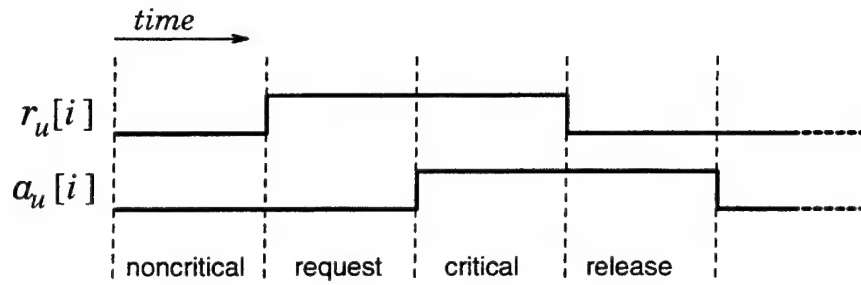 time
r_u[i]
a_u[i]
noncritical request critical release